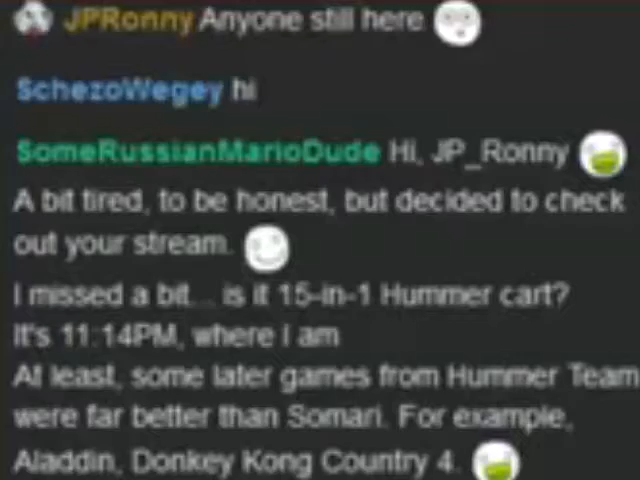 JPRonny Anyone still here
SchezoWegey hi
SomeRussianMarioDude Hi, JP_Ronny
A bit tired, to be honest, but decided to check
out your stream.
I missed a bit... is it 15-in-1 Hummer cart?
It's 11:14PM, where I am
At least, some later games from Hummer Team
were far better than Somari. For example,
Aladdin, Donkey Kong Country 4.